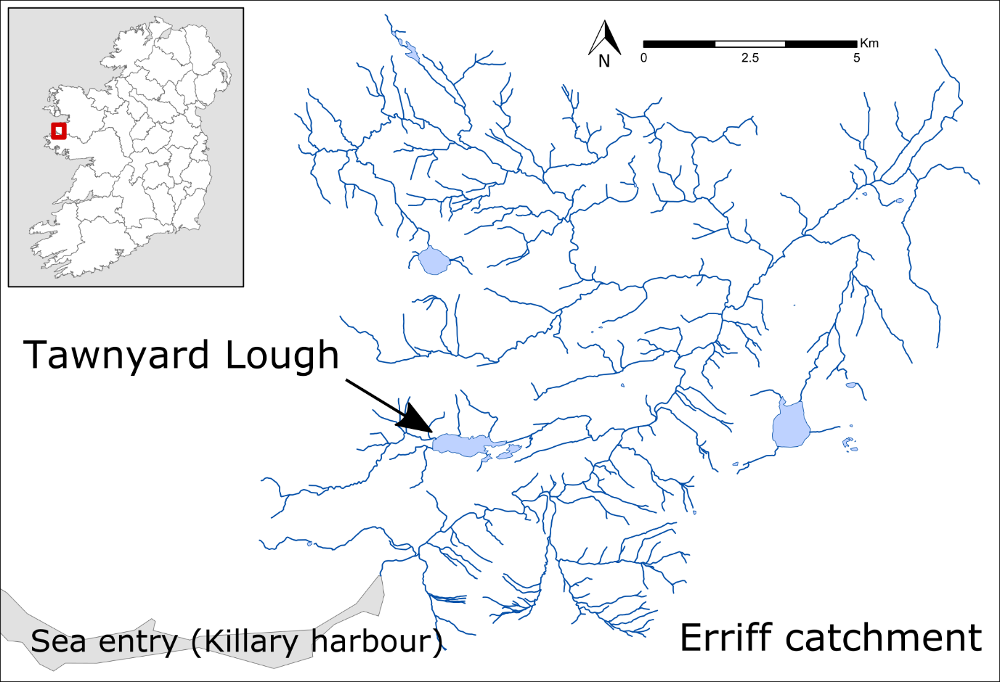 N
Km
0 2.5 5
Tawnyard Lough
Sea entry (Killary harbour)
Erriff catchment